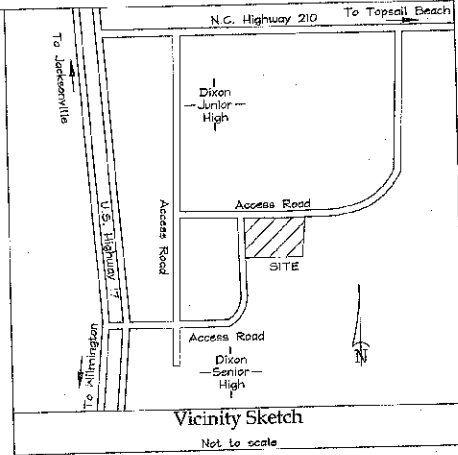 N.C. Highway 210
To Topsail Beach
To Jacksonville
Dixon
Junior
High
Access Road
Access Road
U.S. Highway 17
SITE
To Wilmington
Access Road
Dixon
Senior
High
N
Vicinity Sketch
Not to scale